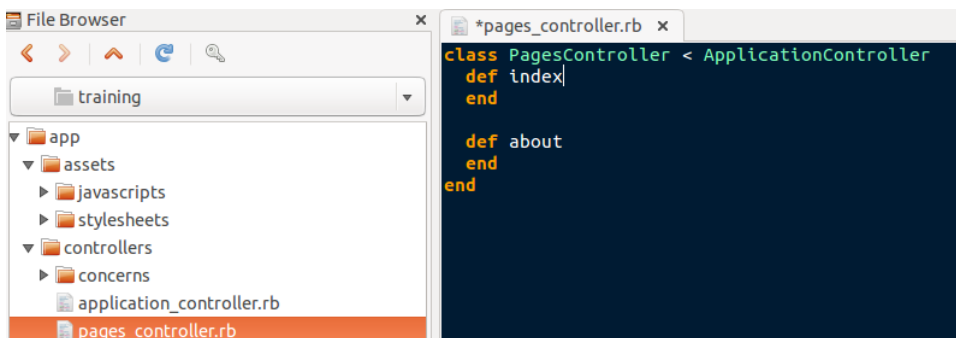 File Browser
training
app
assets
javascripts
stylesheets
controllers
concerns
application_controller.rb
pages_controller.rb
*pages_controller.rb
class PagesController < ApplicationController
  def index
  end

  def about
  end
end